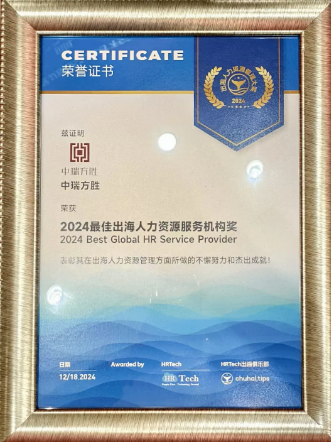 CERTIFICATE
荣誉证书
2024
兹证明
中瑞方胜
中瑞方胜
荣获
2024最佳出海人力资源服务机构奖
2024 Best Global HR Service Provider
表彰其在出海人力资源管理方面所做的不懈努力和杰出成就！
日期
Awarded by
HRTech
HRTech出海俱乐部
12/18.2024
HR Tech
chuhai.tips